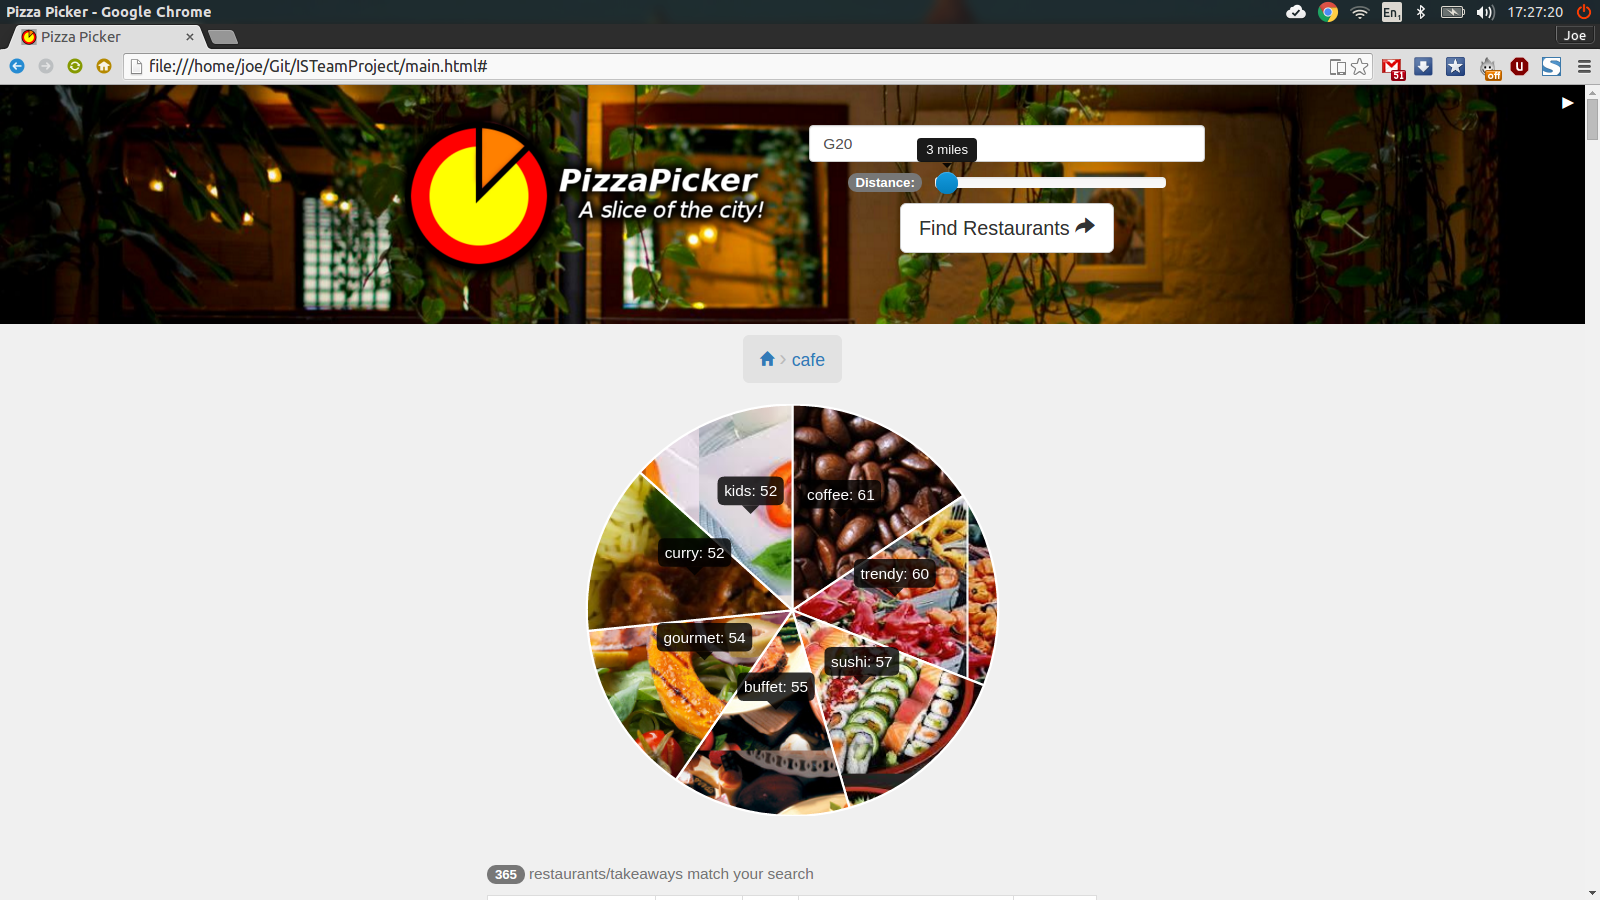 Pizza Picker - Google Chrome
En1
17:27:20
Pizza Picker
Joe
file:///home/joe/Git/ISTeamProject/main.html#
51
off
G20
3 miles
PizzaPicker
A slice of the city!
Distance:
Find Restaurants
cafe
kids: 52
coffee: 61
curry: 52
trendy: 60
gourmet: 54
sushi: 57
buffet: 55
365 restaurants/takeaways match your search